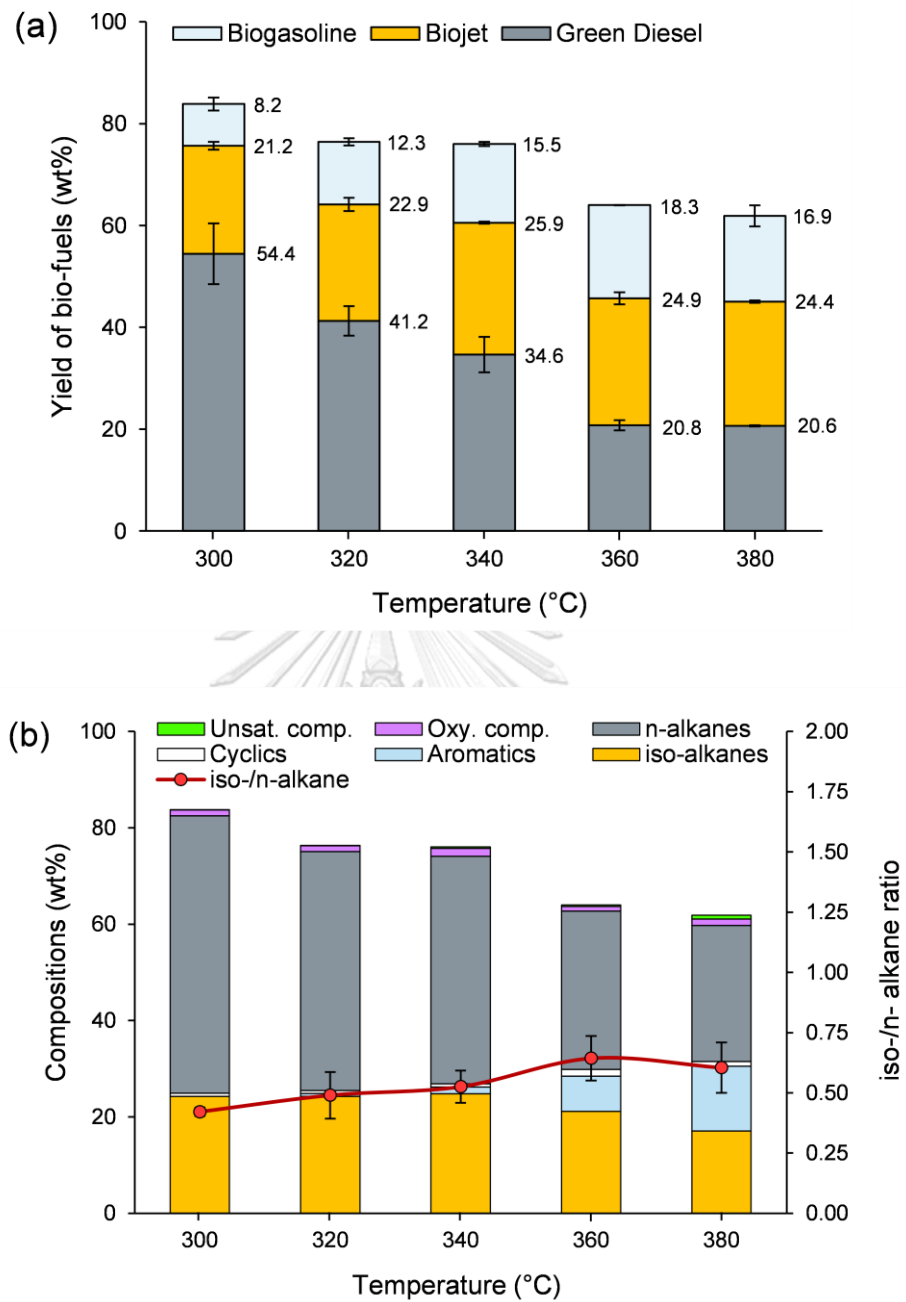 (a)
Biogasoline Biojet Green Diesel
Yield of bio-fuels (wt%)
100
80
60
40
20
0
8.2
21.2
54.4
12.3
22.9
41.2
15.5
25.9
34.6
18.3
24.9
20.8
16.9
24.4
20.6
300 320 340 360 380
Temperature (°C)
(b)
Unsat. comp. Oxy. comp. n-alkanes
Cyclics Aromatics iso-alkanes
iso-/n-alkane
Compositions (wt%)
100
80
60
40
20
0
2.00
1.75
1.50
1.25
1.00
0.75
0.50
0.25
0.00
iso-/n- alkane ratio
300 320 340 360 380
Temperature (°C)